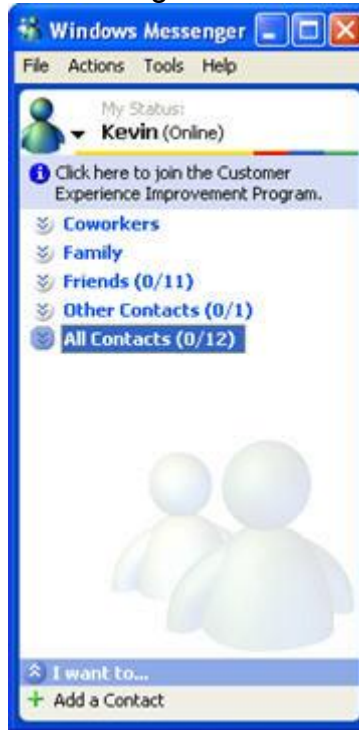 Windows Messenger
File Actions Tools Help
My Status:
Kevin (Online)
Click here to join the Customer
Experience Improvement Program.
Coworkers
Family
Friends (0/11)
Other Contacts (0/1)
All Contacts (0/12)
I want to...
Add a Contact